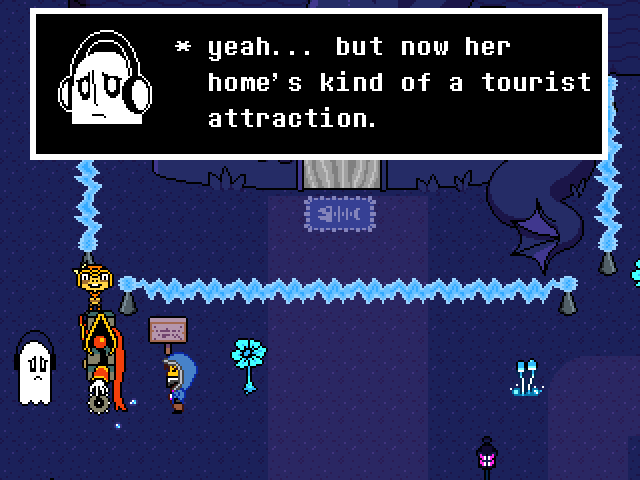 * yeah... but now her
home's kind of a tourist
attraction.